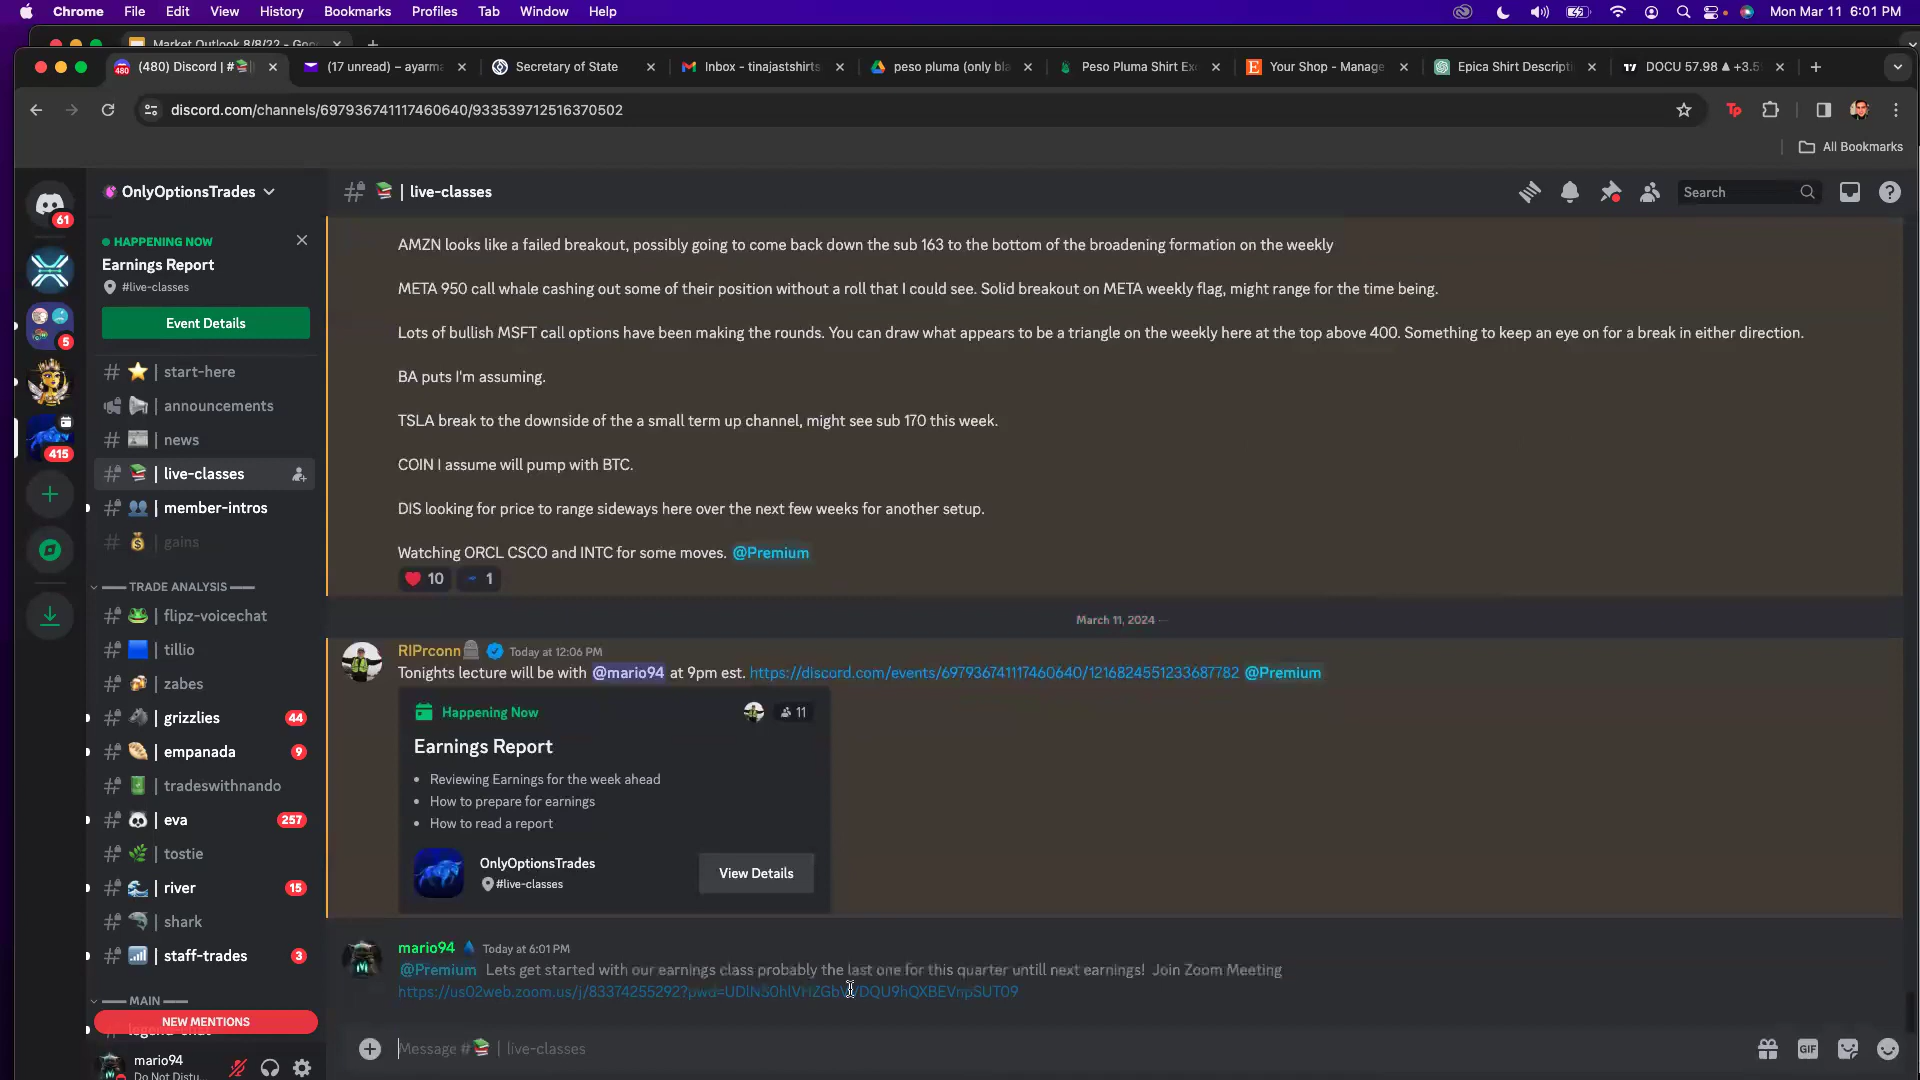 Chrome File Edit View History Bookmarks Profiles Tab Window Help Mon Mar 11 6:01 PM
Market Outlook 8/8/22 - Goo
(480) Discord | # (17 unread) – ayarma Secretary of State Inbox - tinajastshirts peso pluma (only bla Peso Pluma Shirt Exc Your Shop - Manage Epica Shirt Descripti DOCU 57.98 ▲ +3.5
discord.com/channels/697936741117460640/933539712516370502
All Bookmarks
OnlyOptionsTrades
| live-classes
Search
61
HAPPENING NOW
Earnings Report
#live-classes
Event Details
5
415
| start-here
| announcements
| news
| live-classes
| member-intros
| gains
TRADE ANALYSIS
| flipz-voicechat
| tillio
| zabes
| grizzlies 44
| empanada 9
| tradeswithnando
| eva 257
| tostie
| river 15
| shark
| staff-trades 3
MAIN
NEW MENTIONS
mario94
Do Not Distu...
AMZN looks like a failed breakout, possibly going to come back down the sub 163 to the bottom of the broadening formation on the weekly
META 950 call whale cashing out some of their position without a roll that I could see. Solid breakout on META weekly flag, might range for the time being.
Lots of bullish MSFT call options have been making the rounds. You can draw what appears to be a triangle on the weekly here at the top above 400. Something to keep an eye on for a break in either direction.
BA puts I'm assuming.
TSLA break to the downside of the a small term up channel, might see sub 170 this week.
COIN I assume will pump with BTC.
DIS looking for price to range sideways here over the next few weeks for another setup.
Watching ORCL CSCO and INTC for some moves. @Premium
10 1
March 11, 2024
RIPrconn Today at 12:06 PM
Tonights lecture will be with @mario94 at 9pm est. https://discord.com/events/697936741117460640/1216824551233687782 @Premium
Happening Now 11
Earnings Report
• Reviewing Earnings for the week ahead
• How to prepare for earnings
• How to read a report
OnlyOptionsTrades
#live-classes
View Details
mario94 Today at 6:01 PM
@Premium Lets get started with our earnings class probably the last one for this quarter untill next earnings! Join Zoom Meeting
Message # | live-classes
GIF